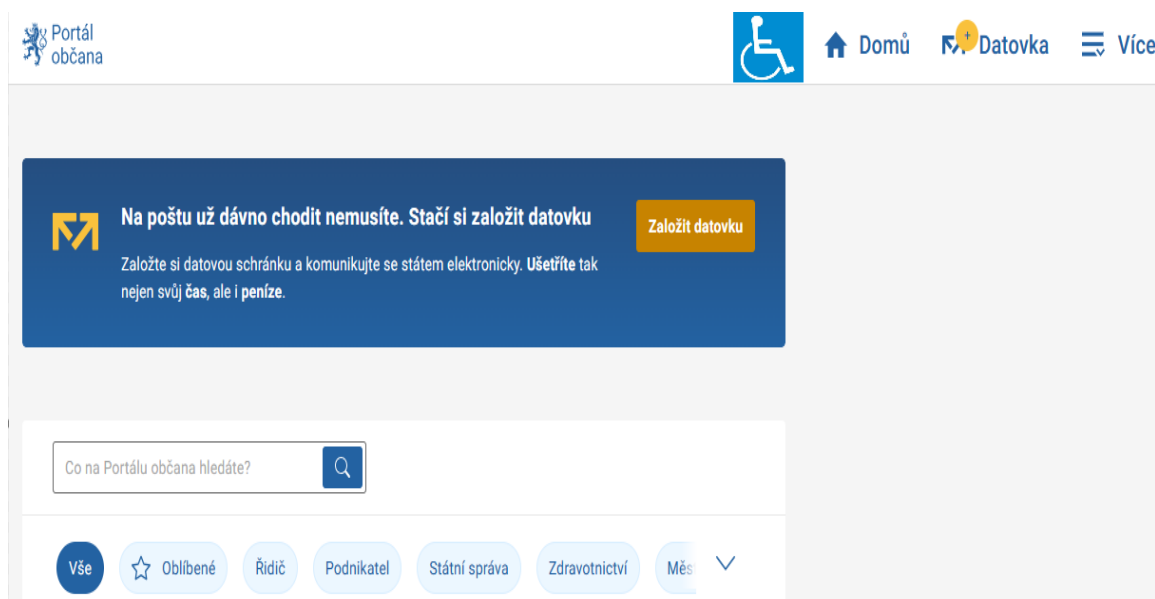 Portál
občana
Domů
Datovka
Více
Na poštu už dávno chodit nemusíte. Stačí si založit datovku
Založit datovku
Založte si datovou schránku a komunikujte se státem elektronicky. Ušetříte tak
nejen svůj čas, ale i peníze.
Co na Portálu občana hledáte?
Vše
Oblíbené
Řidič
Podnikatel
Státní správa
Zdravotnictví
Měs